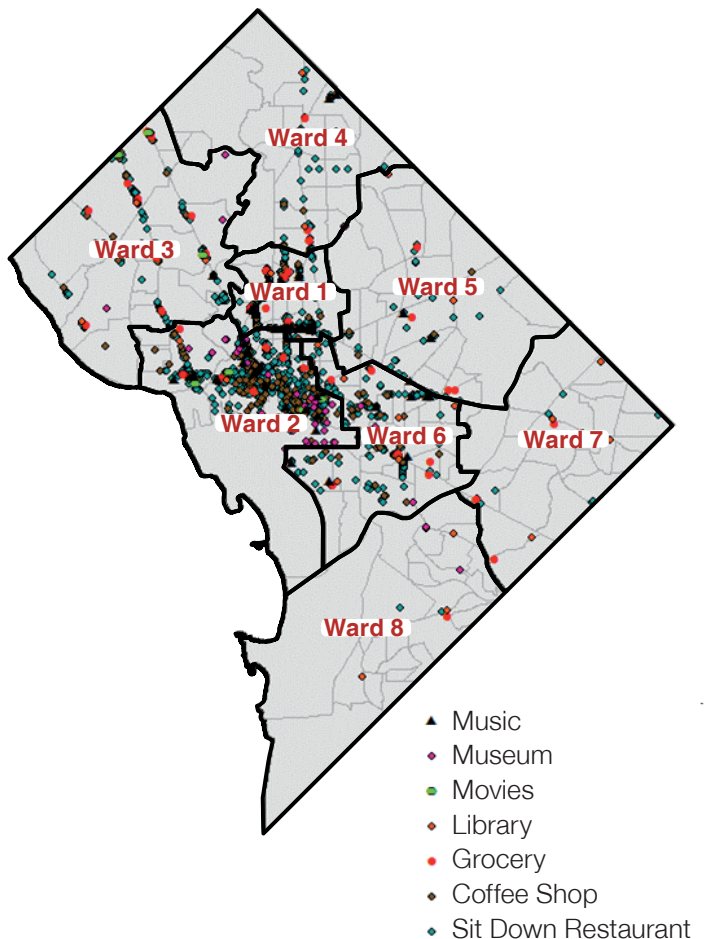 Ward 4
Ward 3
Ward 5
Ward 1
Ward 2
Ward 6
Ward 7
Ward 8
Music
Museum
Movies
Library
Grocery
Coffee Shop
Sit Down Restaurant